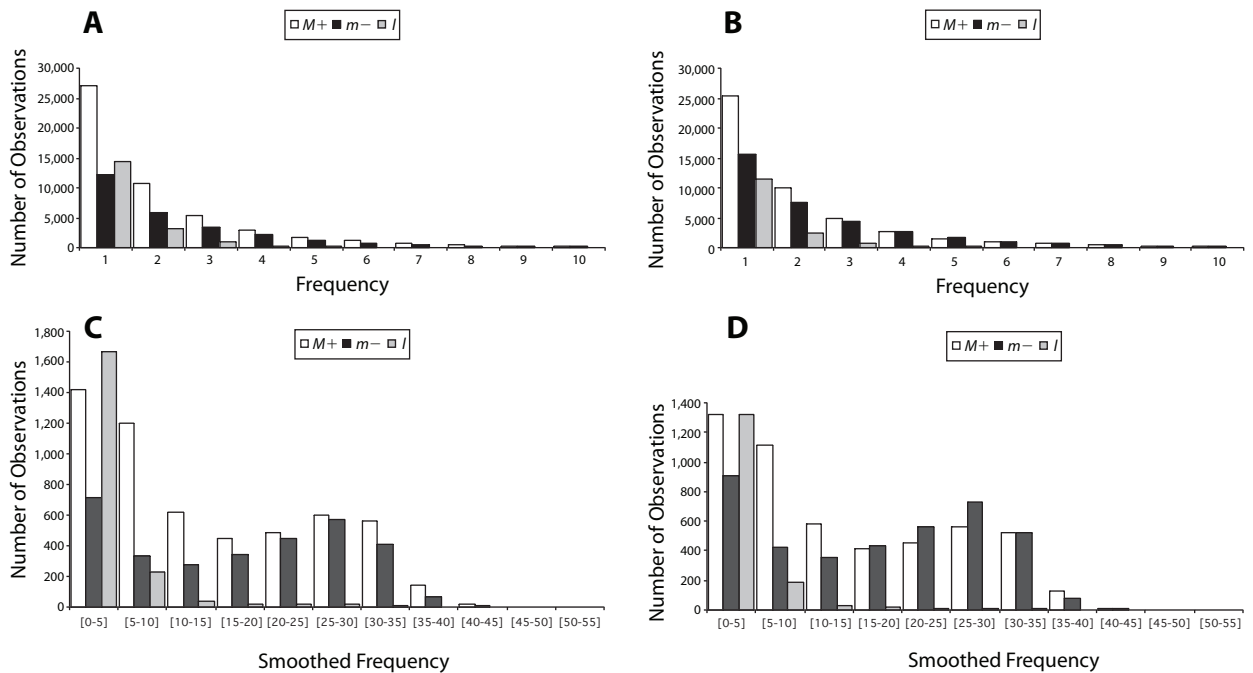 A
M+ m− l
Number of Observations
30,000
25,000
20,000
15,000
10,000
5,000
0
1 2 3 4 5 6 7 8 9 10
Frequency
B
M+ m− l
Number of Observations
30,000
25,000
20,000
15,000
10,000
5,000
0
1 2 3 4 5 6 7 8 9 10
Frequency
C
M+ m− l
Number of Observations
1,800
1,600
1,400
1,200
1,000
800
600
400
200
0
[0-5] [5-10] [10-15] [15-20] [20-25] [25-30] [30-35] [35-40] [40-45] [45-50] [50-55]
Smoothed Frequency
D
M+ m− l
Number of Observations
1,400
1,200
1,000
800
600
400
200
0
[0-5] [5-10] [10-15] [15-20] [20-25] [25-30] [30-35] [35-40] [40-45] [45-50] [50-55]
Smoothed Frequency